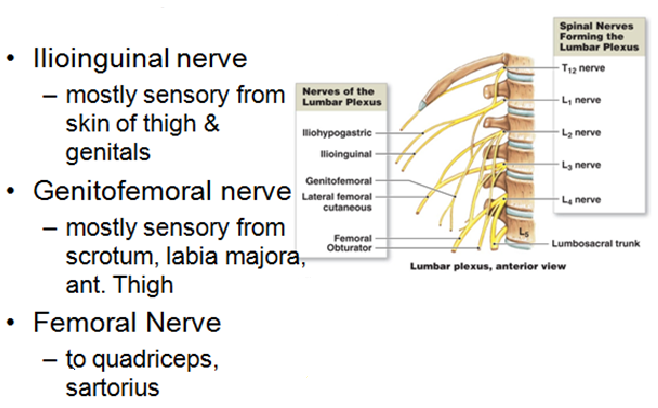 • Ilioinguinal nerve
– mostly sensory from
skin of thigh &
genitals
• Genitofemoral nerve
– mostly sensory from
scrotum, labia majora,
ant. Thigh
• Femoral Nerve
– to quadriceps,
sartorius
Nerves of the
Lumbar Plexus
Iliohypogastric
Ilioinguinal
Genitofemoral
Lateral femoral
cutaneous
Femoral
Obturator
Spinal Nerves
Forming the
Lumbar Plexus
T12 nerve
L1 nerve
L2 nerve
L3 nerve
L4 nerve
L5
Lumbosacral trunk
Lumbar plexus, anterior view